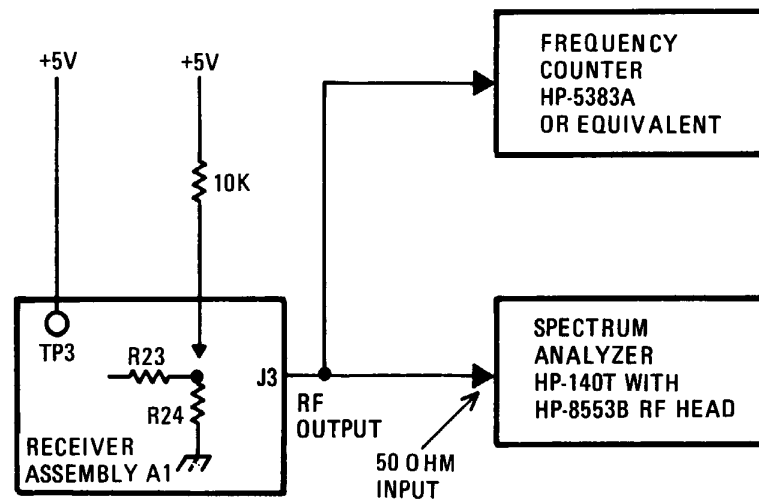 FREQUENCY
COUNTER
HP-5383A
OR EQUIVALENT
+5V
+5V
10K
TP3
R23
R24
J3
RF
OUTPUT
RECEIVER
ASSEMBLY A1
50 OHM
INPUT
SPECTRUM
ANALYZER
HP-140T WITH
HP-8553B RF HEAD